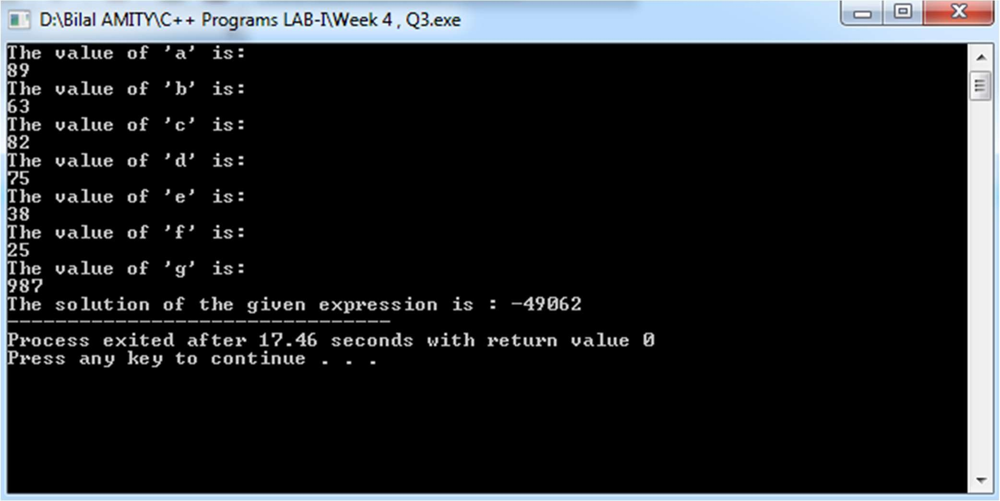 D:\Bilal AMITY\C++ Programs LAB-I\Week 4 , Q3.exe
The value of 'a' is:
89
The value of 'b' is:
63
The value of 'c' is:
82
The value of 'd' is:
75
The value of 'e' is:
38
The value of 'f' is:
25
The value of 'g' is:
987
The solution of the given expression is : -49062
--------------------------------
Process exited after 17.46 seconds with return value 0
Press any key to continue . . .